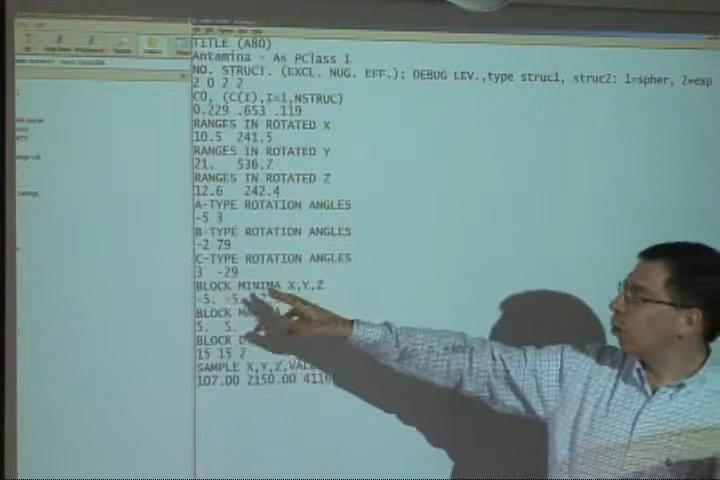 TITLE (A80)
Antamina - As PClass 1
NO. STRUCT. (EXCL. NUG. EFF.); DEBUG LEV.,type struc1, struc2: 1=spher, 2=exp
2 0 2 2
CO, (C(I),I=1,NSTRUC)
0.229 .653 .119
RANGES IN ROTATED X
10.5 241.5
RANGES IN ROTATED Y
21. 536.7
RANGES IN ROTATED Z
12.6 242.4
A-TYPE ROTATION ANGLES
-5 3
B-TYPE ROTATION ANGLES
-2 79
C-TYPE ROTATION ANGLES
3 -29
BLOCK MINIMA X,Y,Z
-5. -5.
BLOCK
5. 5.
BLOCK
15 15 2
SAMPLE X,Y,Z,
107.00 2150.00